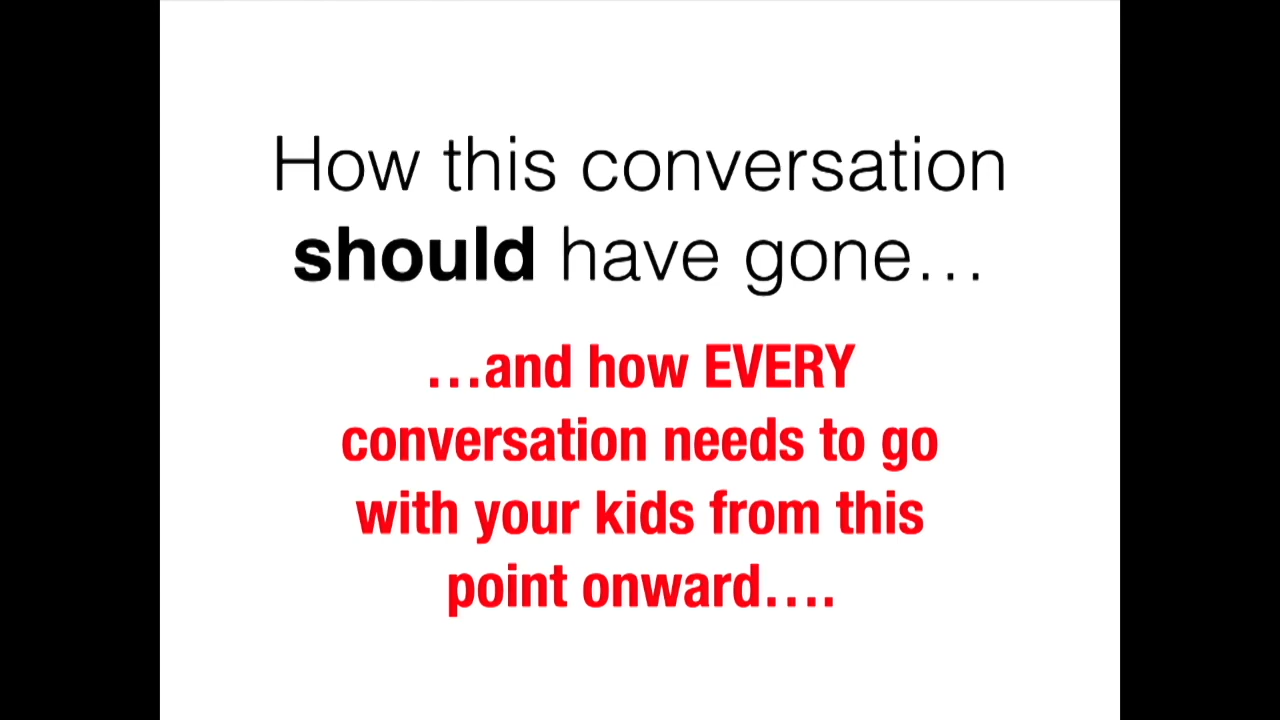 How this conversation
should have gone…
…and how EVERY
conversation needs to go
with your kids from this
point onward….